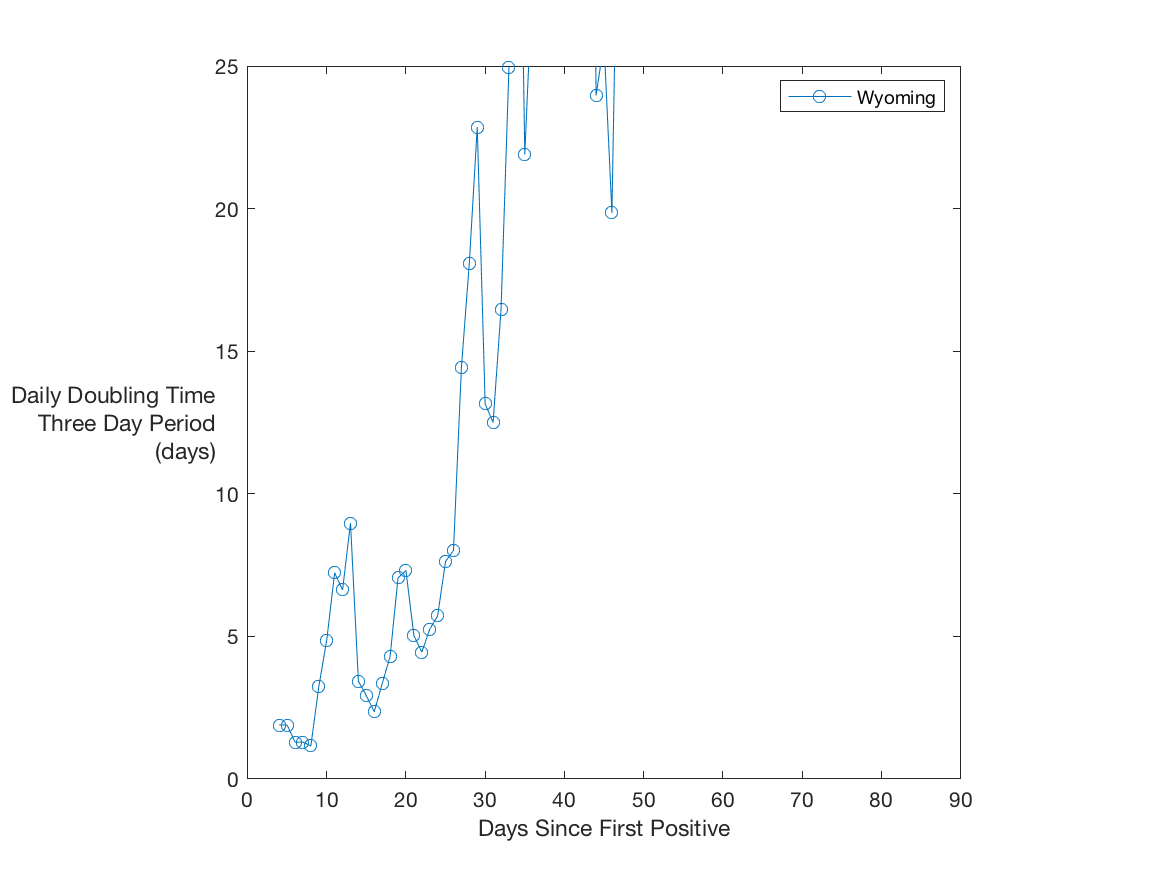 25
20
15
10
5
0
Daily Doubling Time
Three Day Period
(days)
Wyoming
0 10 20 30 40 50 60 70 80 90
Days Since First Positive